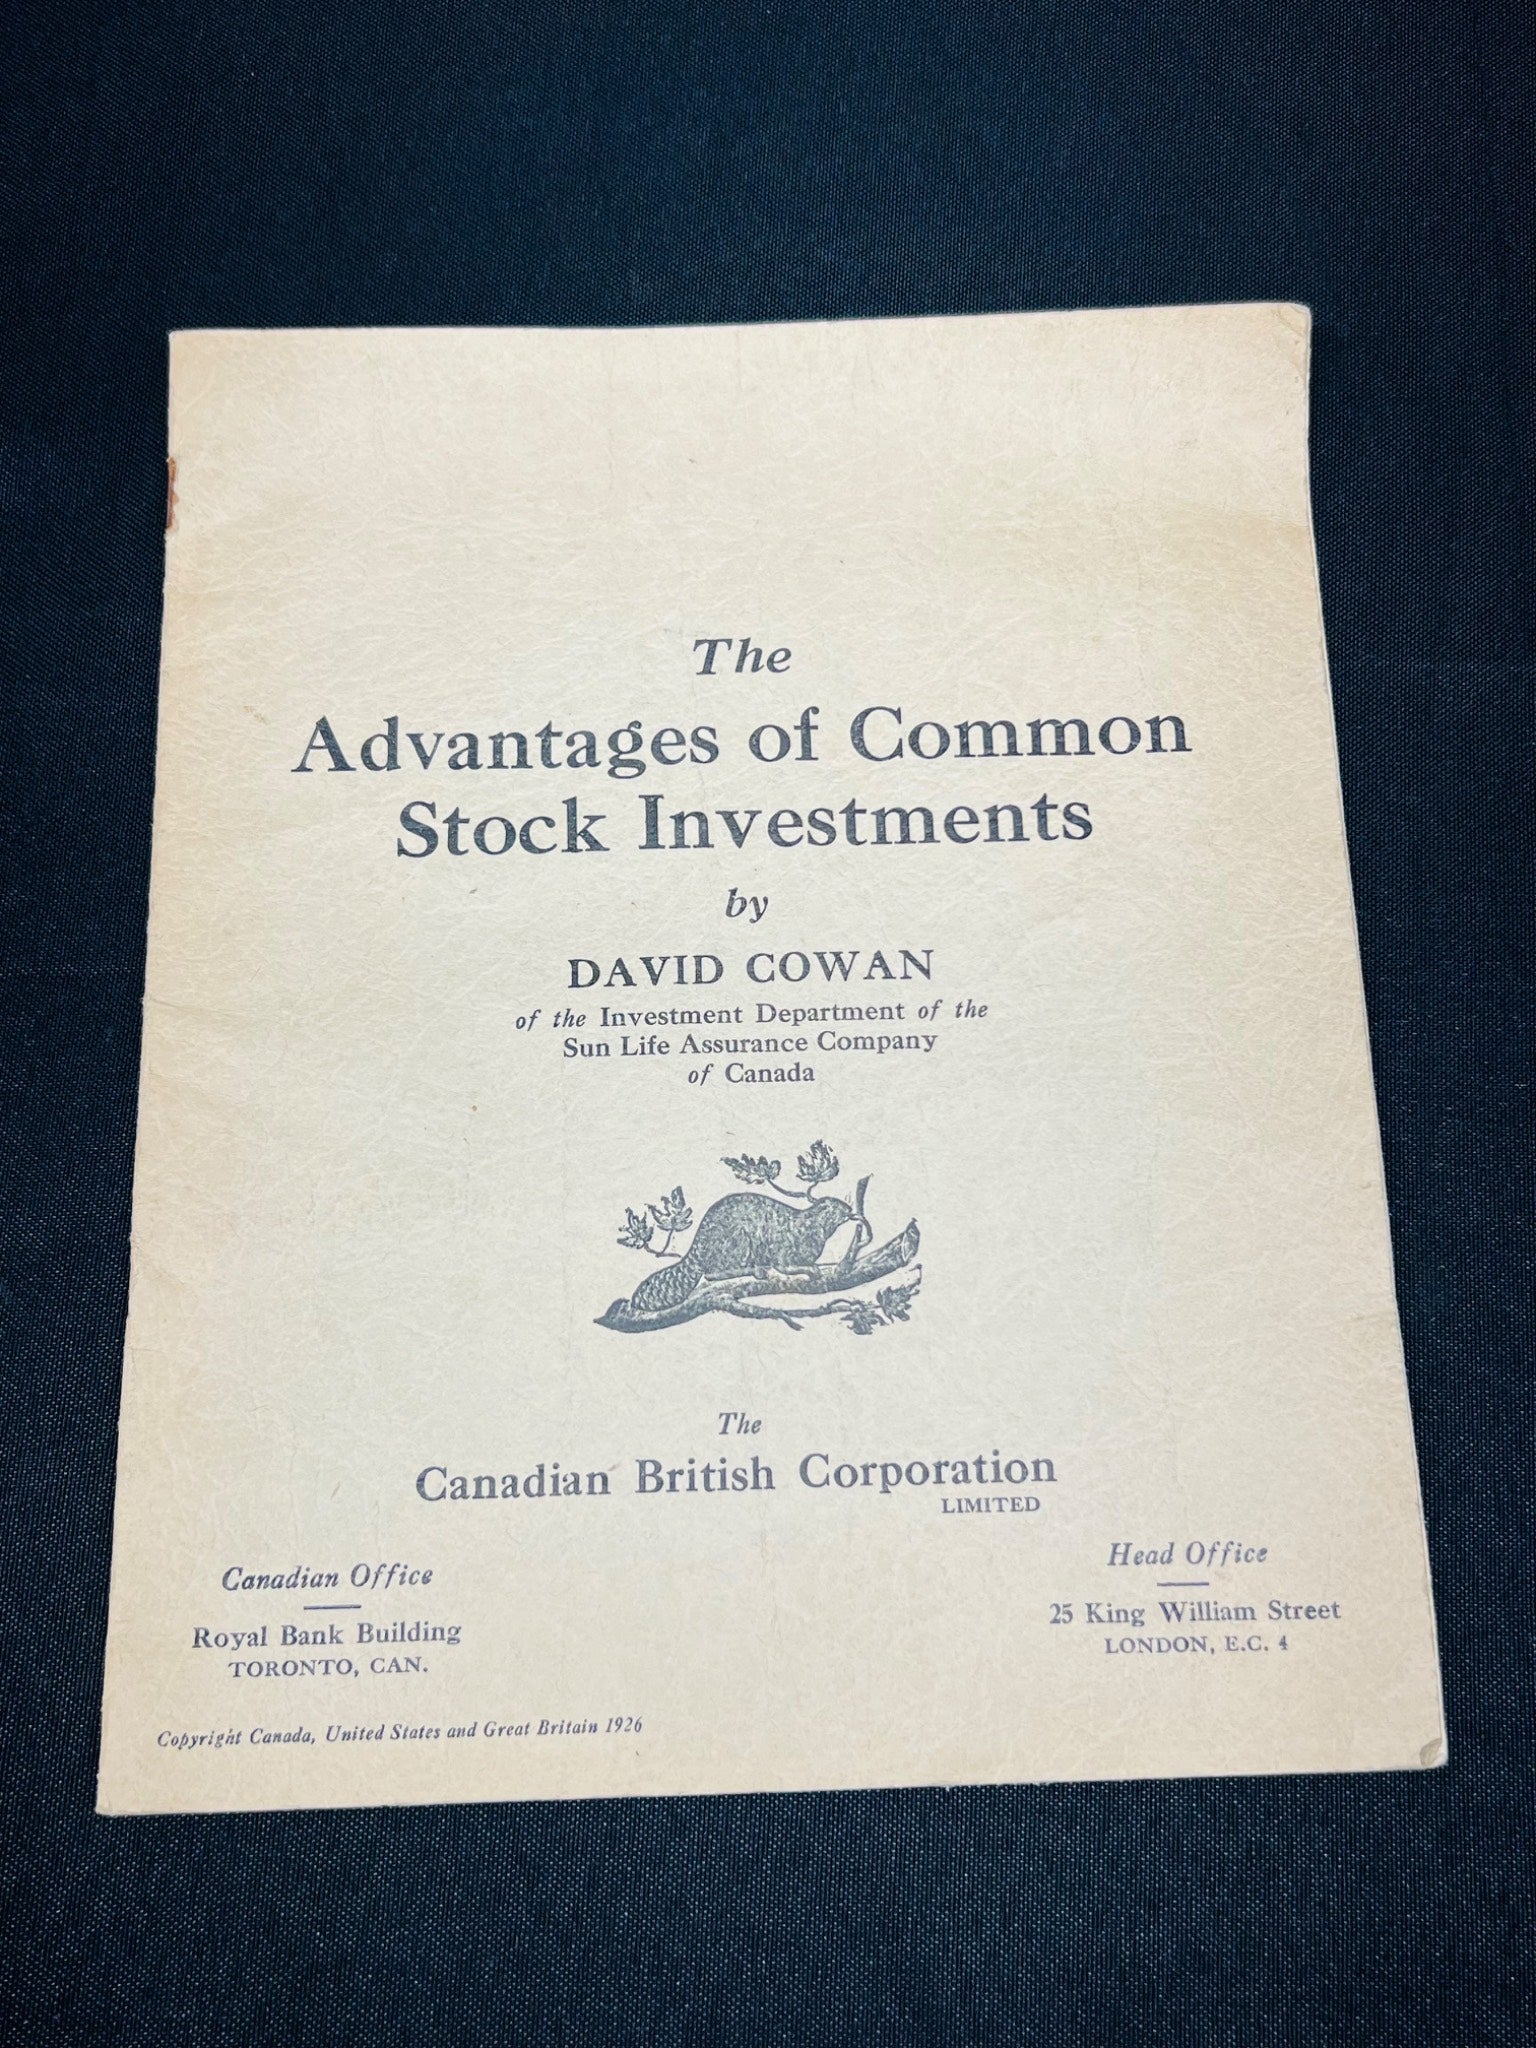 The
Advantages of Common
Stock Investments
by
DAVID COWAN
of the Investment Department of the
Sun Life Assurance Company
of Canada
The
Canadian British Corporation
LIMITED
Canadian Office
Royal Bank Building
TORONTO, CAN.
Head Office
25 King William Street
LONDON, E.C. 4
Copyright Canada, United States and Great Britain 1926